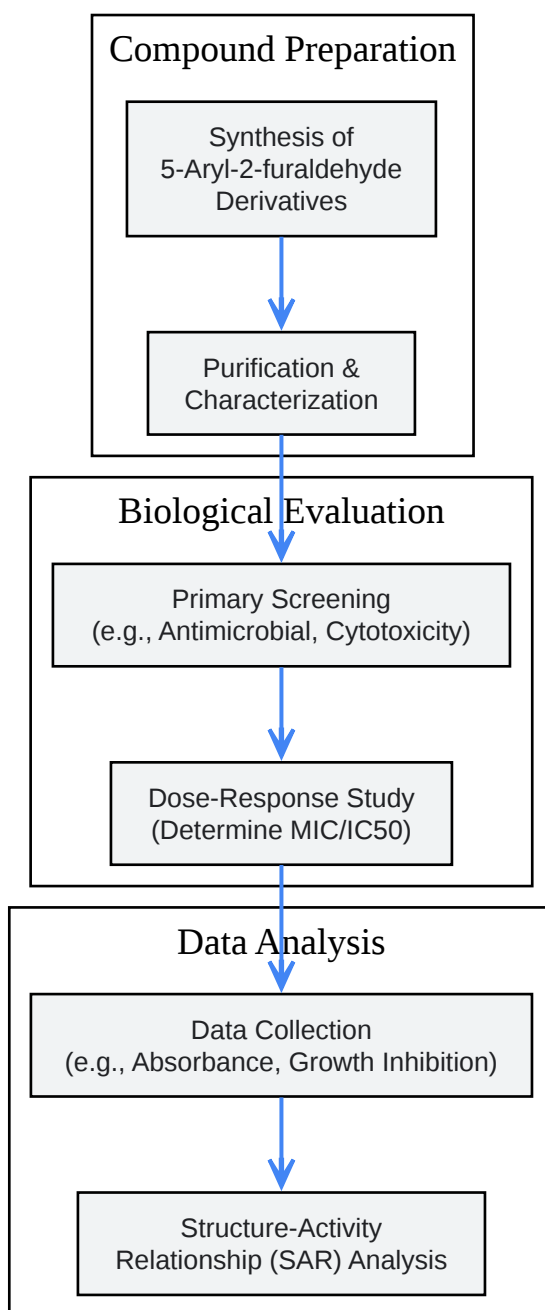 Compound Preparation
Synthesis of
5-Aryl-2-furaldehyde
Derivatives
Purification &
Characterization
Biological Evaluation
Primary Screening
(e.g., Antimicrobial, Cytotoxicity)
Dose-Response Study
(Determine MIC/IC50)
Data Analysis
Data Collection
(e.g., Absorbance, Growth Inhibition)
Structure-Activity
Relationship (SAR) Analysis